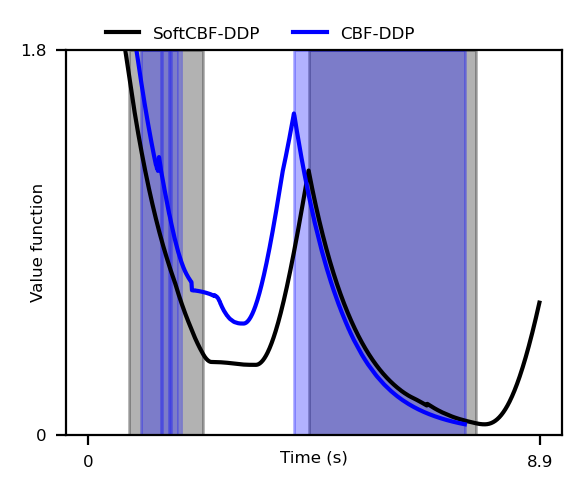 SoftCBF-DDP CBF-DDP
1.8
Value function
0
0 Time (s) 8.9